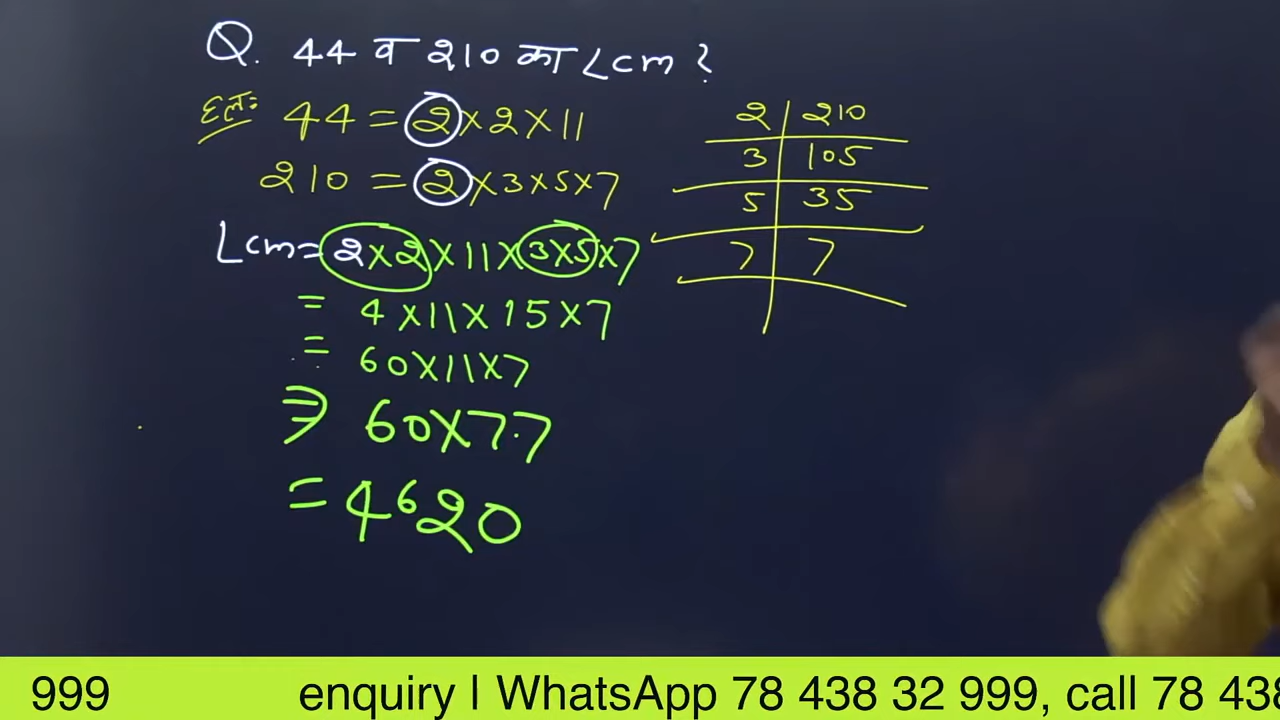 Q. 44 व 210 का Lcm ?
हल:
44 = 2 × 2 × 11
210 = 2 × 3 × 5 × 7
Lcm = 2 × 2 × 11 × 3 × 5 × 7
= 4 × 11 × 15 × 7
= 60 × 11 × 7
⇒ 60 × 77
= 4620
2 | 210
3 | 105
5 | 35
7 | 7
999 enquiry | WhatsApp 78 438 32 999, call 78 438